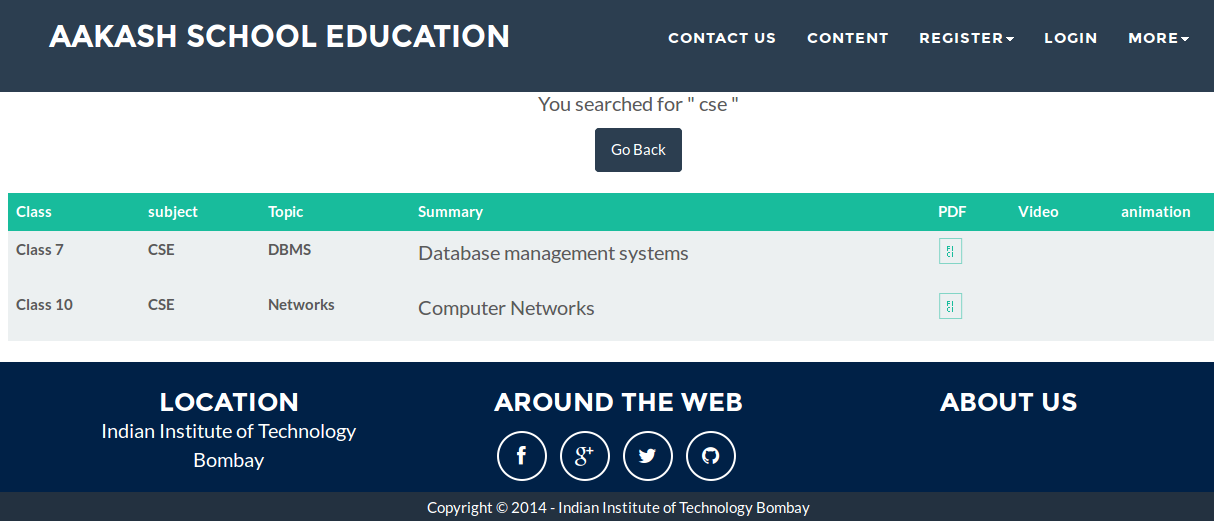 AAKASH SCHOOL EDUCATION CONTACT US CONTENT REGISTER LOGIN MORE
You searched for " cse "
Go Back
Class subject Topic Summary PDF Video animation
Class 7 CSE DBMS Database management systems
Class 10 CSE Networks Computer Networks
LOCATION AROUND THE WEB ABOUT US
Indian Institute of Technology
Bombay
Copyright © 2014 - Indian Institute of Technology Bombay